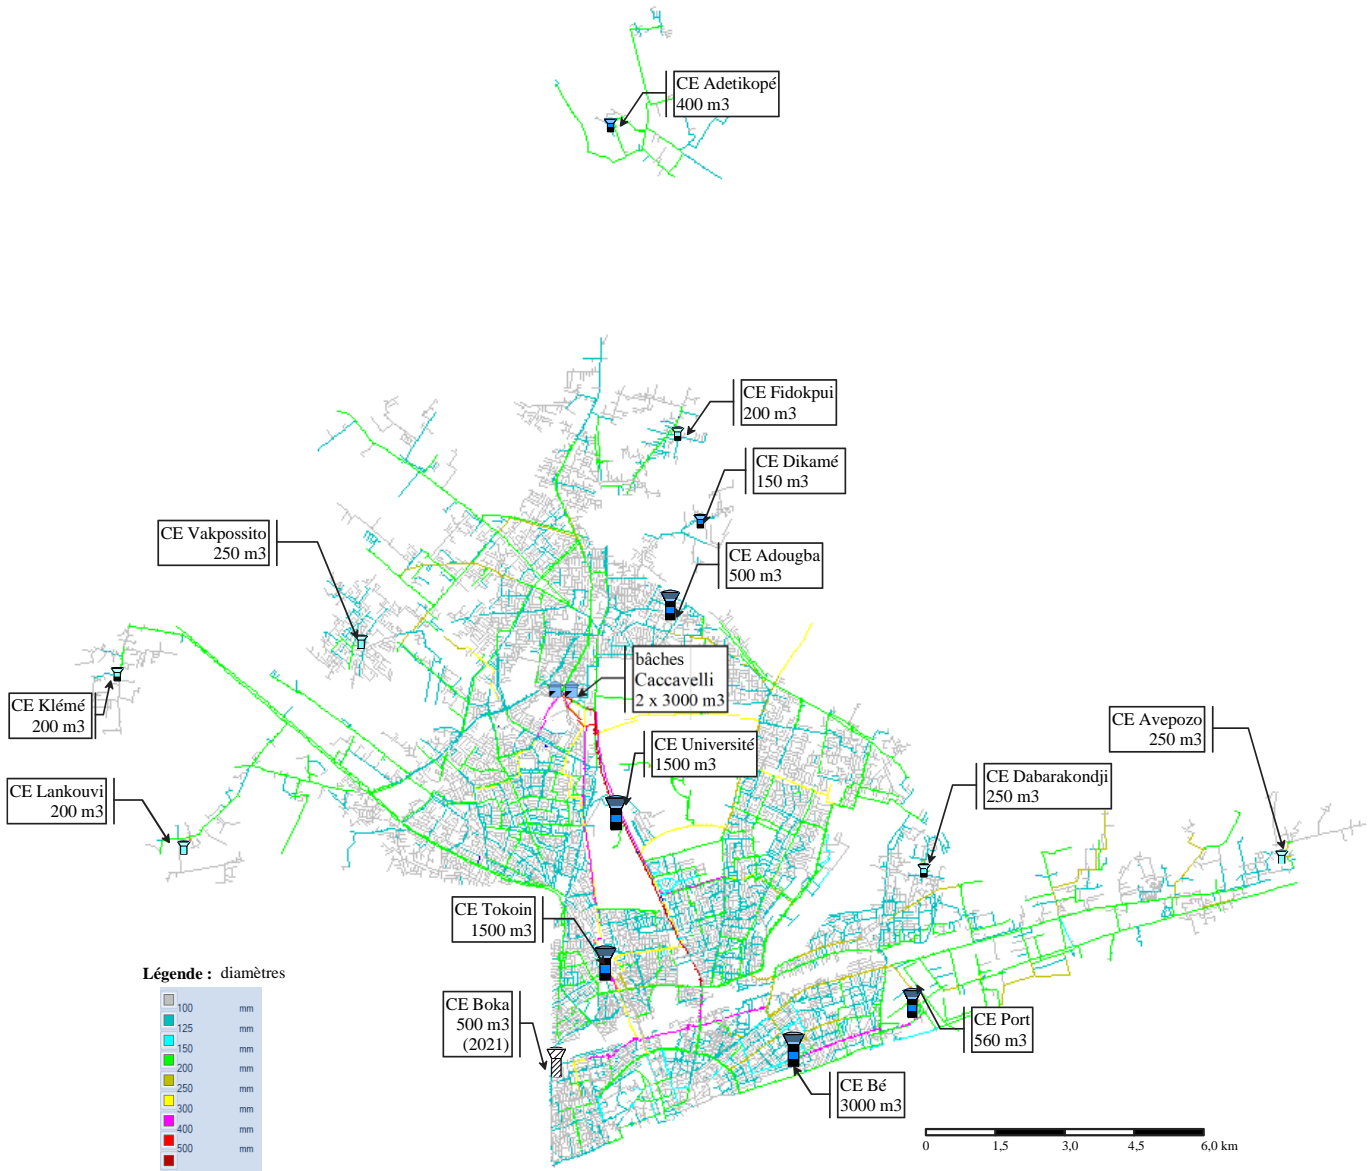 CE Adetikopé
400 m3
CE Fidokpui
200 m3
CE Dikamé
150 m3
CE Vakpossito
250 m3
CE Adougba
500 m3
bâches
Caccavelli
2 x 3000 m3
CE Klémé
200 m3
CE Avepozo
250 m3
CE Université
1500 m3
CE Lankouvi
200 m3
CE Dabarakondji
250 m3
CE Tokoin
1500 m3
Légende : diamètres
100 mm
125 mm
150 mm
200 mm
250 mm
300 mm
400 mm
500 mm
CE Boka
500 m3
(2021)
CE Port
560 m3
CE Bé
3000 m3
0 1,5 3,0 4,5 6,0 km